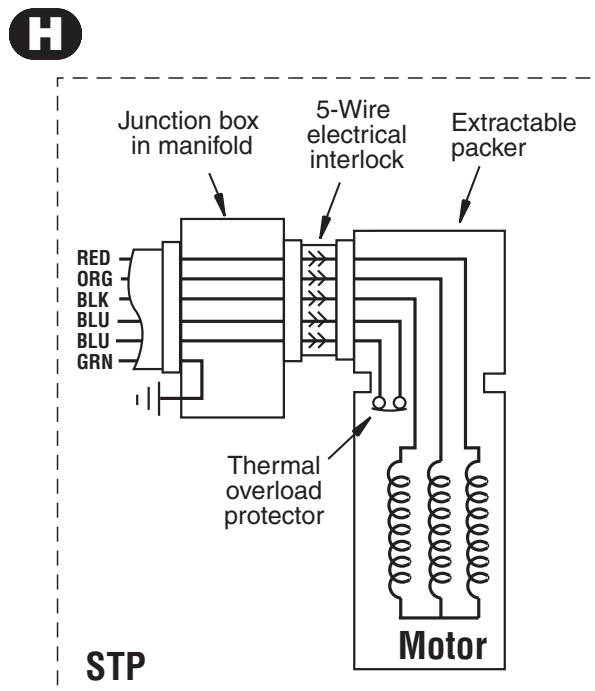 H
Junction box
in manifold
5-Wire
electrical
interlock
Extractable
packer
RED
ORG
BLK
BLU
BLU
GRN
Thermal
overload
protector
Motor
STP